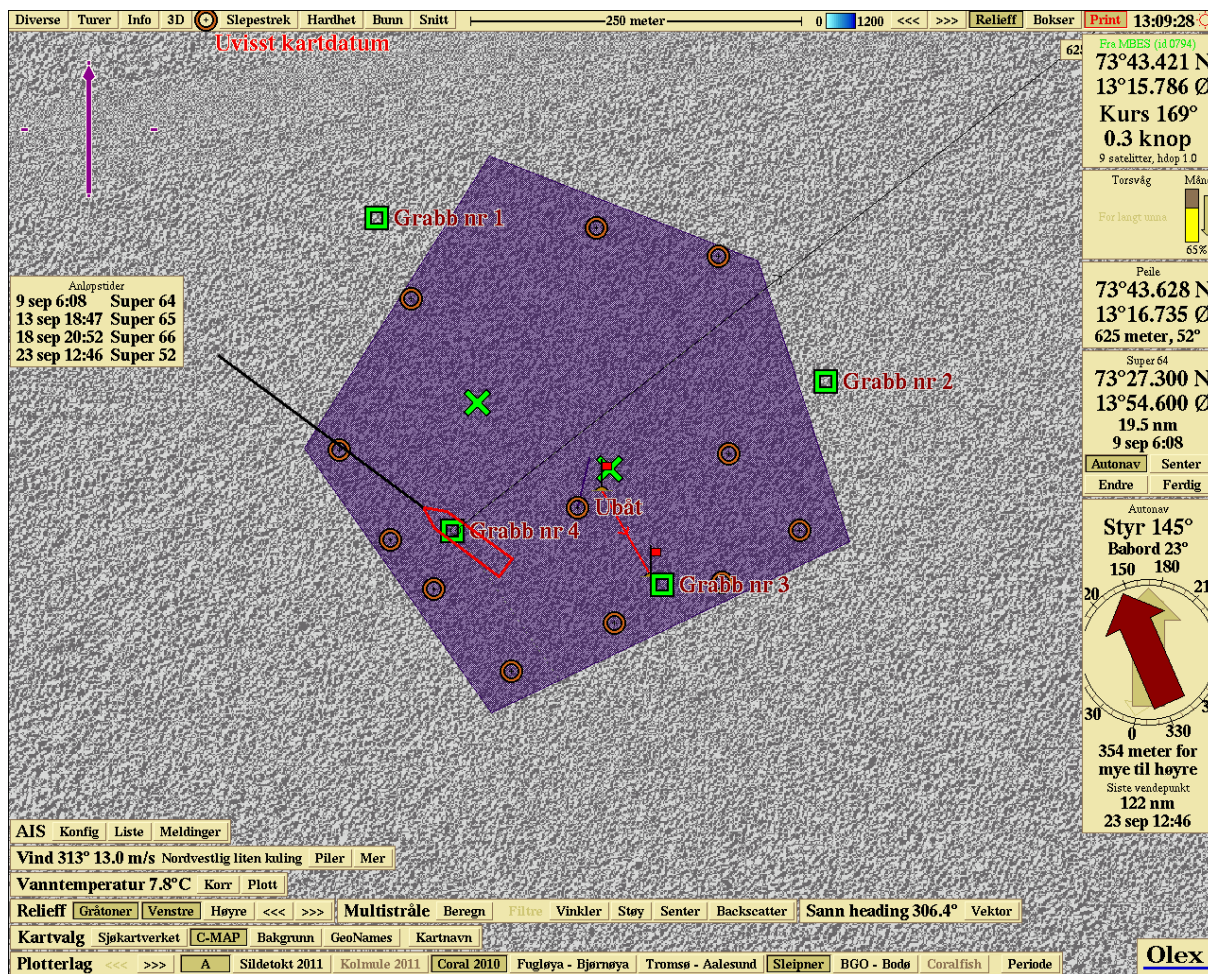 Diverse Turer Info 3D Slepestrek Hardhet Bunn Snitt 250 meter 0 1200 <<< >>> Relieff Bokser Print 13:09:28
Uvisst kartdatum
Fra MBES (id 0794)
73°43.421 N
13°15.786 Ø
Kurs 169°
0.3 knop
9 satelitter, hdop 1.0
Torsvåg
For langt unna
65%
Peile
73°43.628 N
13°16.735 Ø
625 meter, 52°
Super 64
73°27.300 N
13°54.600 Ø
19.5 nm
9 sep 6:08
Autonav Senter
Endre Ferdig
Autonav
Styr 145°
Babord 23°
150 180
20 21
30 3
0 330
354 meter for
mye til høyre
Siste vendepunkt
122 nm
23 sep 12:46
Grabb nr 1
Anløpstider
9 sep 6:08 Super 64
13 sep 18:47 Super 65
18 sep 20:52 Super 66
23 sep 12:46 Super 52
Grabb nr 2
Ubåt
Grabb nr 4
Grabb nr 3
AIS Konfig Liste Meldinger
Vind 313° 13.0 m/s Nordvestlig liten kuling Piler Mer
Vanntemperatur 7.8°C Korr Plott
Relieff Gråtoner Venstre Høyre <<< >>> Multistråle Beregn Filtre Vinkler Støy Senter Backscatter Sann heading 306.4° Vektor
Kartvalg Sjøkartverket C-MAP Bakgrunn GeoNames Kartnavn
Plotterlag <<< >>> A Sildetokt 2011 Kolmule 2011 Coral 2010 Fugløya - Bjørnøya Tromsø - Aalesund Sleipner BGO - Bodø Coralfish Periode
Olex